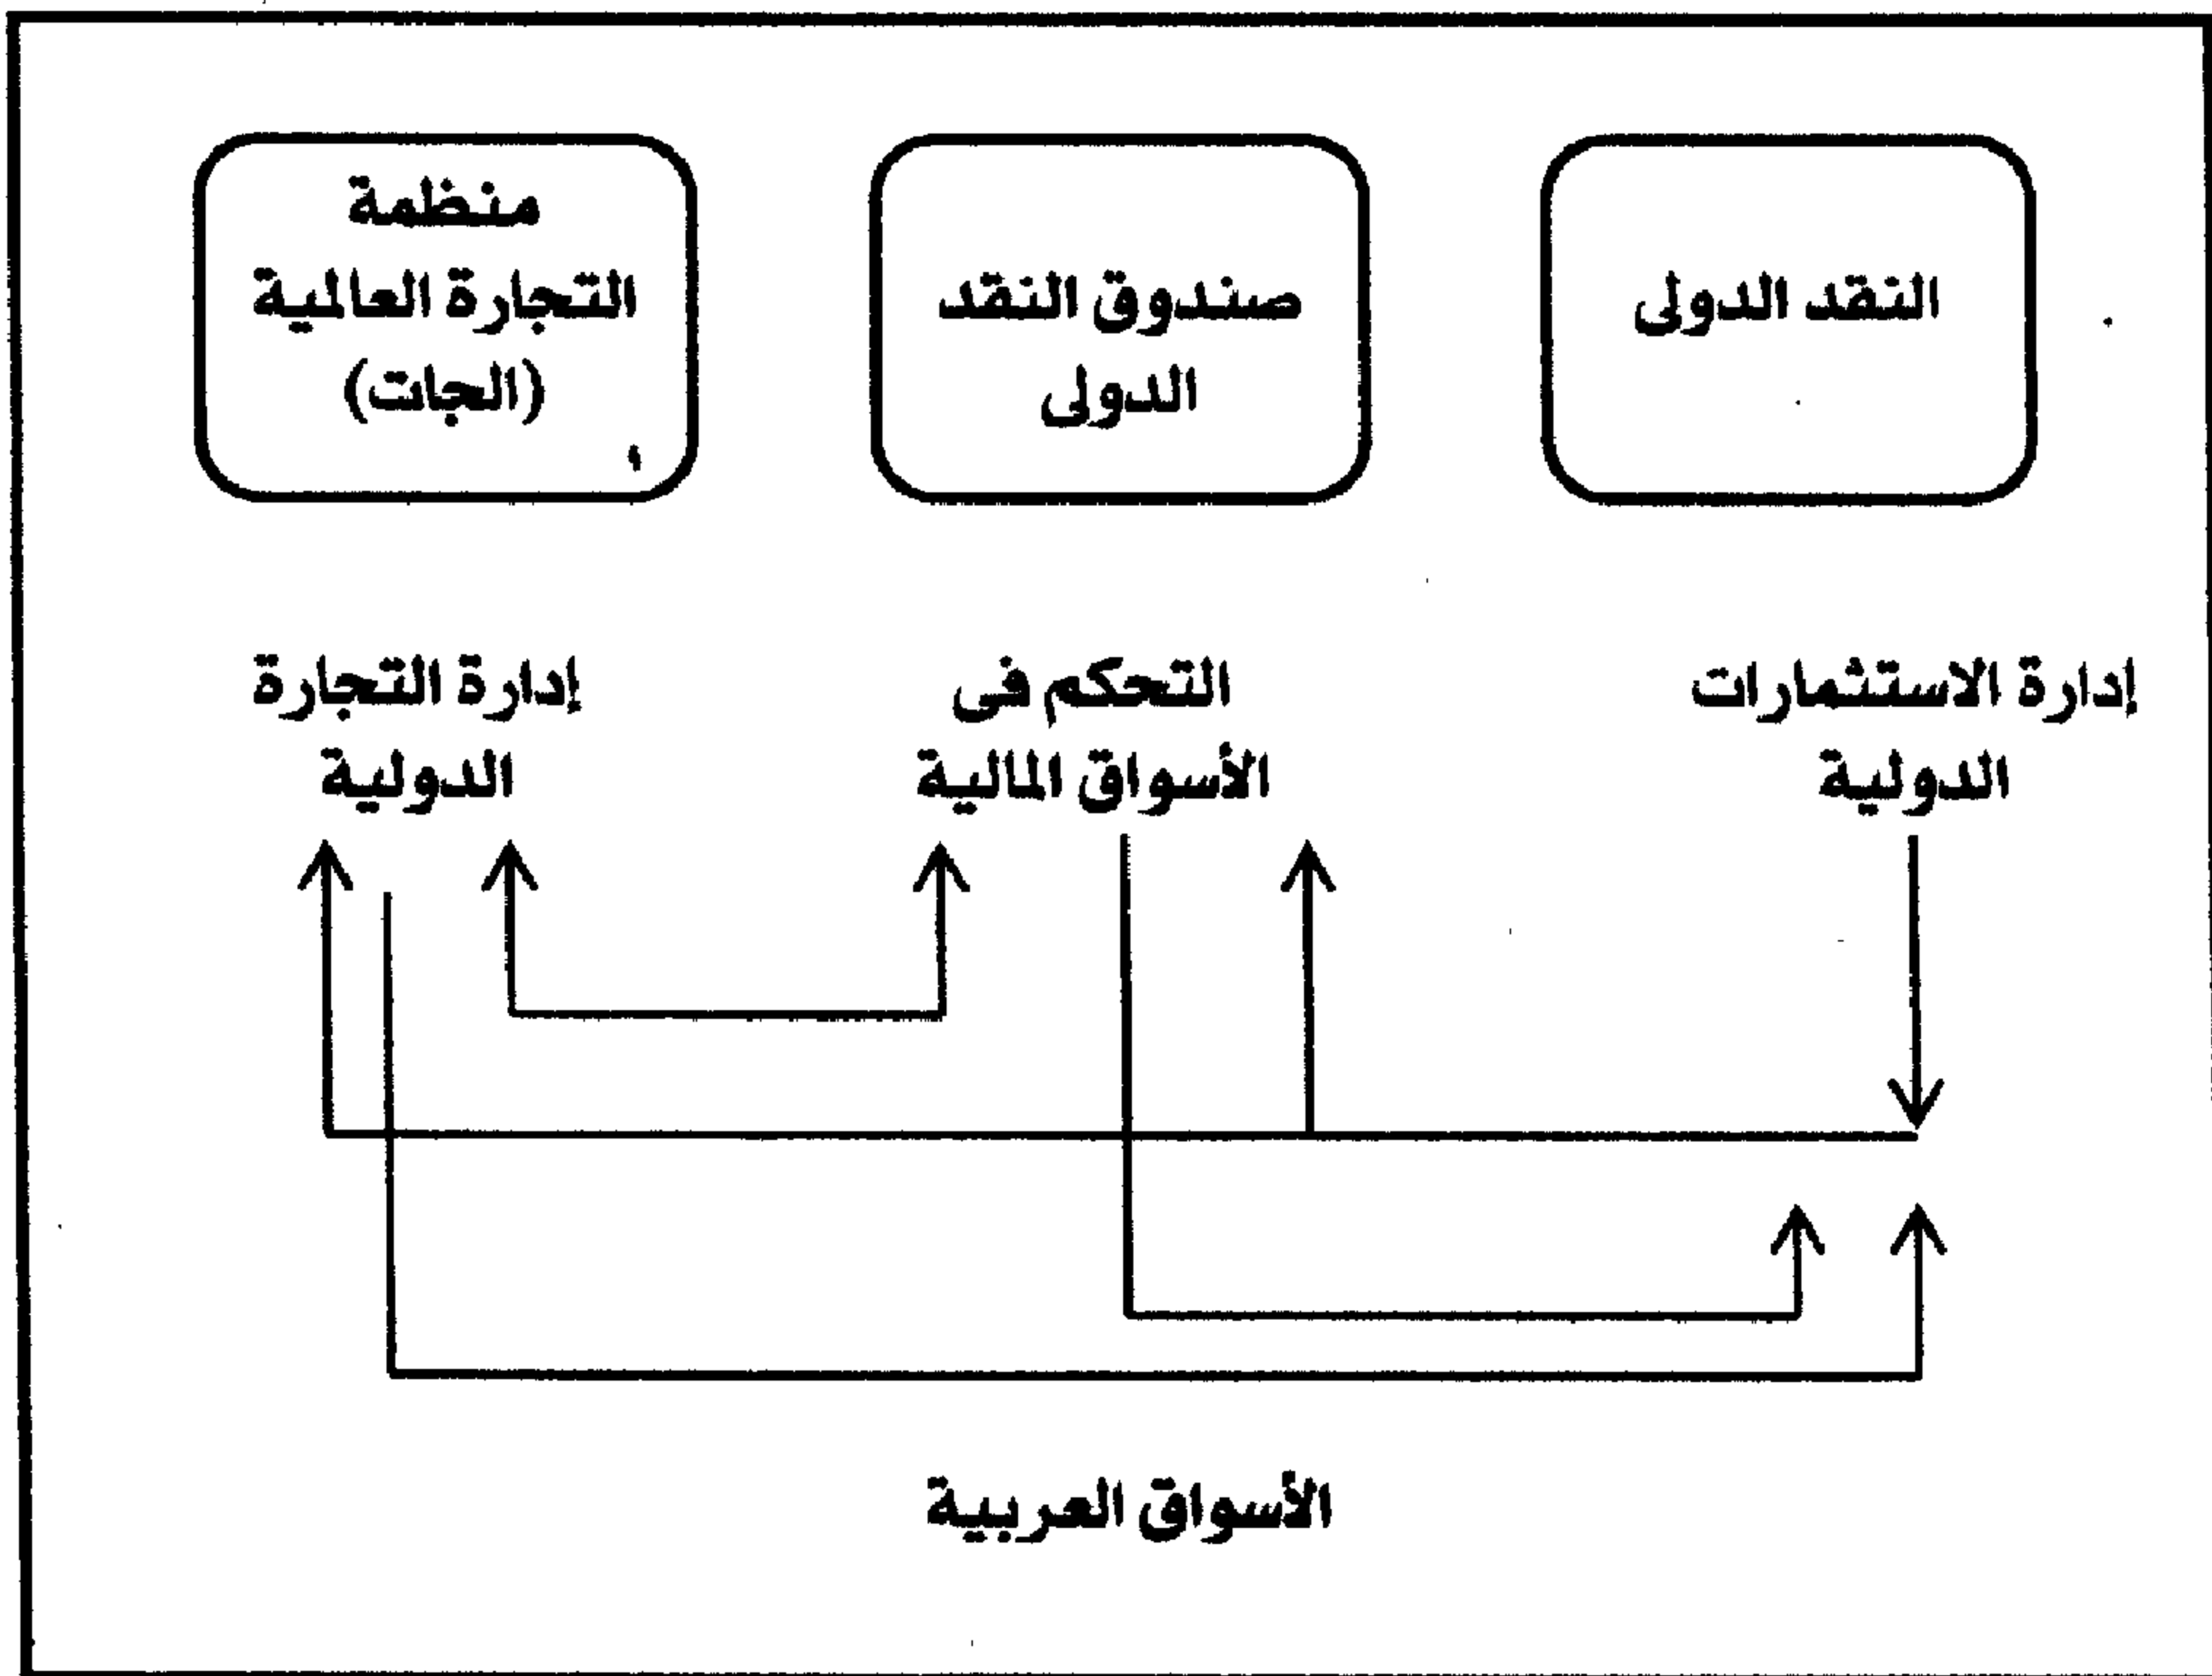 النقد الدولى
صندوق النقد
الدولى
منظمة
التجارة العالمية
(الجات)
إدارة الاستثمارات
الدولية
التحكم فى
الأسواق المالية
إدارة التجارة
الدولية
الأسواق العربية